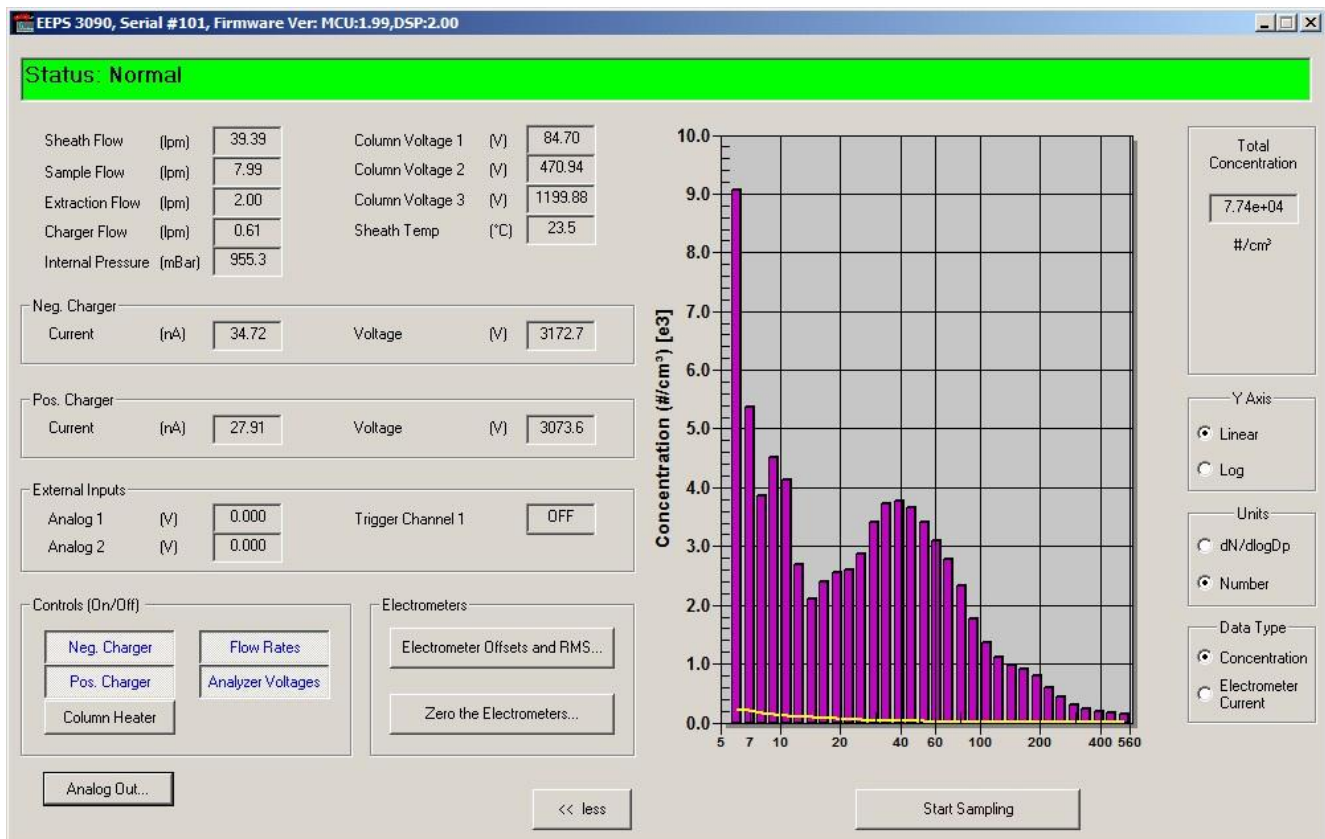 EEPS 3090, Serial #101, Firmware Ver: MCU:1.99,DSP:2.00
Status: Normal
Sheath Flow (lpm) 39.39
Sample Flow (lpm) 7.99
Extraction Flow (lpm) 2.00
Charger Flow (lpm) 0.61
Internal Pressure (mBar) 955.3
Column Voltage 1 (V) 84.70
Column Voltage 2 (V) 470.94
Column Voltage 3 (V) 1199.88
Sheath Temp (°C) 23.5
Neg. Charger
Current (nA) 34.72 Voltage (V) 3172.7
Pos. Charger
Current (nA) 27.91 Voltage (V) 3073.6
External Inputs
Analog 1 (V) 0.000 Trigger Channel 1 OFF
Analog 2 (V) 0.000
Controls (On/Off)
Neg. Charger Flow Rates
Pos. Charger Analyzer Voltages
Column Heater
Electrometers
Electrometer Offsets and RMS...
Zero the Electrometers...
Analog Out...
<< less
Concentration (#/cm³) [e3]
10.0
9.0
8.0
7.0
6.0
5.0
4.0
3.0
2.0
1.0
0.0
5 7 10 20 40 60 100 200 400 560
Start Sampling
Total
Concentration
7.74e+04
#/cm³
Y Axis
Linear
Log
Units
dN/dlogDp
Number
Data Type
Concentration
Electrometer
Current